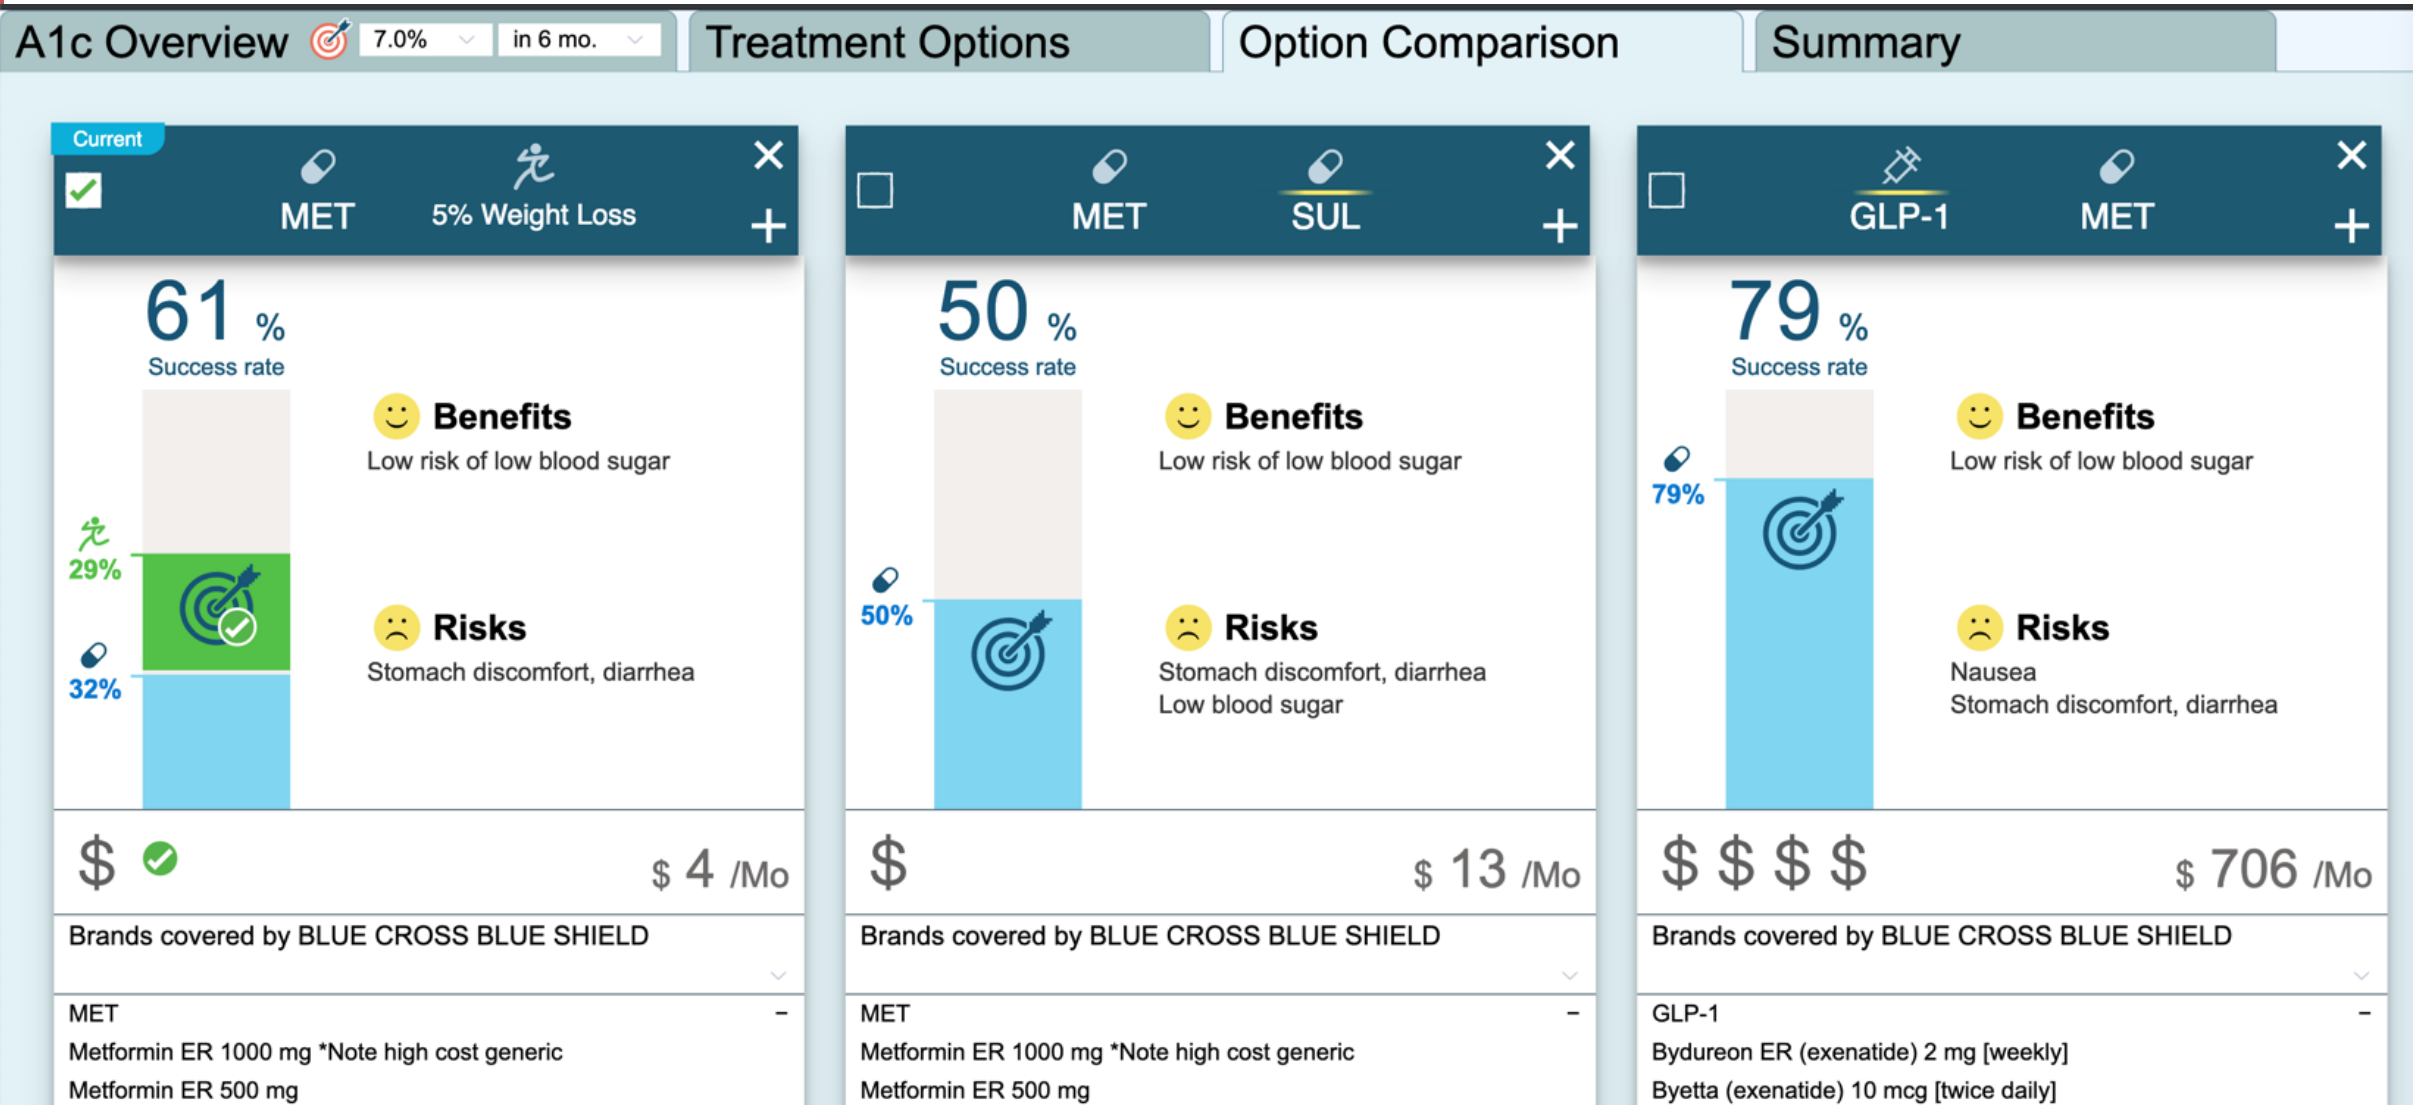 A1c Overview 7.0% in 6 mo. Treatment Options Option Comparison Summary
Current
MET 5% Weight Loss
61 %
Success rate
Benefits
Low risk of low blood sugar
29%
Risks
Stomach discomfort, diarrhea
32%
$ $ 4 /Mo
Brands covered by BLUE CROSS BLUE SHIELD
MET
Metformin ER 1000 mg *Note high cost generic
Metformin ER 500 mg
MET SUL
50 %
Success rate
Benefits
Low risk of low blood sugar
50%
Risks
Stomach discomfort, diarrhea
Low blood sugar
$ $ 13 /Mo
Brands covered by BLUE CROSS BLUE SHIELD
MET
Metformin ER 1000 mg *Note high cost generic
Metformin ER 500 mg
GLP-1 MET
79 %
Success rate
Benefits
Low risk of low blood sugar
79%
Risks
Nausea
Stomach discomfort, diarrhea
$ $ $ $ $ 706 /Mo
Brands covered by BLUE CROSS BLUE SHIELD
GLP-1
Bydureon ER (exenatide) 2 mg [weekly]
Byetta (exenatide) 10 mcg [twice daily]